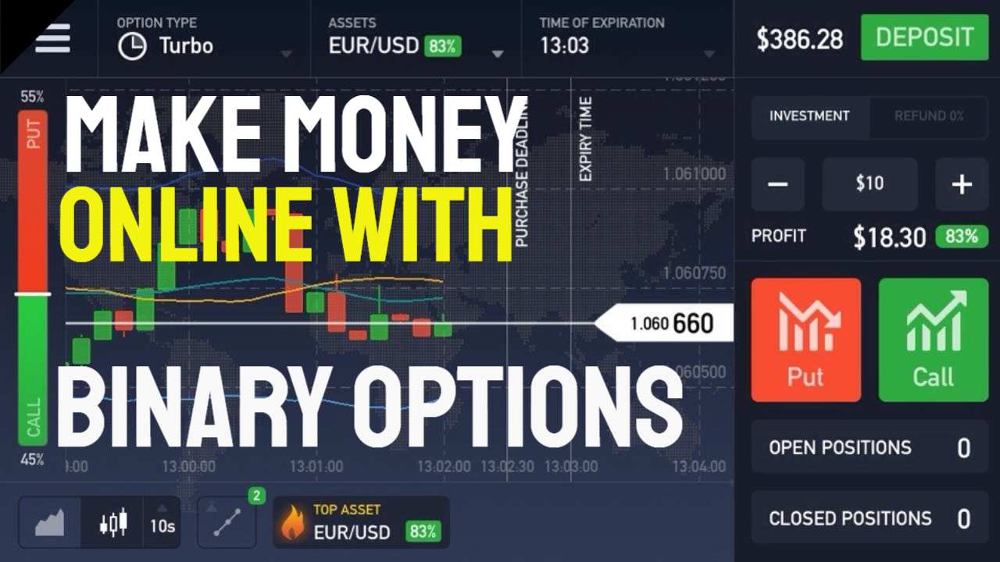 OPTION TYPE
Turbo
ASSETS
EUR/USD 83%
TIME OF EXPIRATION
13:03
$386.28
DEPOSIT
55%
PUT
CALL
45%
MAKE MONEY
ONLINE WITH
BINARY OPTIONS
PURCHASE DEADLINE
EXPIRY TIME
1.061000
1.060750
1.060 660
060500
13:00:00
13:01:00
13:02:00
13:02:30
13:03:00
13:04:00
INVESTMENT
REFUND 0%
$10
PROFIT
$18.30 83%
Put
Call
OPEN POSITIONS 0
CLOSED POSITIONS 0
10s
2
TOP ASSET
EUR/USD 83%